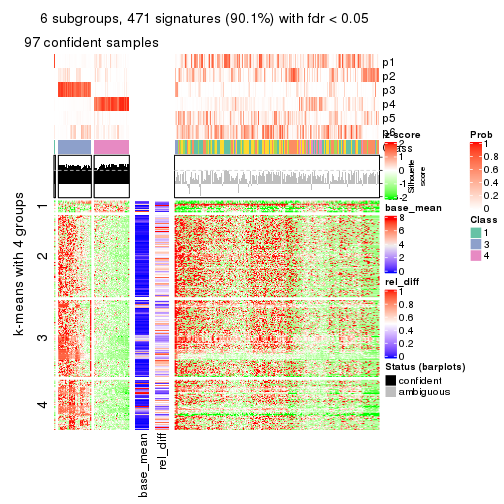 6 subgroups, 471 signatures (90.1%) with fdr < 0.05
97 confident samples
p1
p2
p3
p4
p5
p6
Class
z-score
2
1
0
-1
-2
Silhouette
score
k-means with 4 groups
1
2
3
4
base_mean
8
6
4
2
0
rel_diff
1
0.8
0.6
0.4
0.2
0
Status (barplots)
confident
ambiguous
Prob
1
0.8
0.6
0.4
0.2
0
Class
1
3
4
base_mean
rel_diff